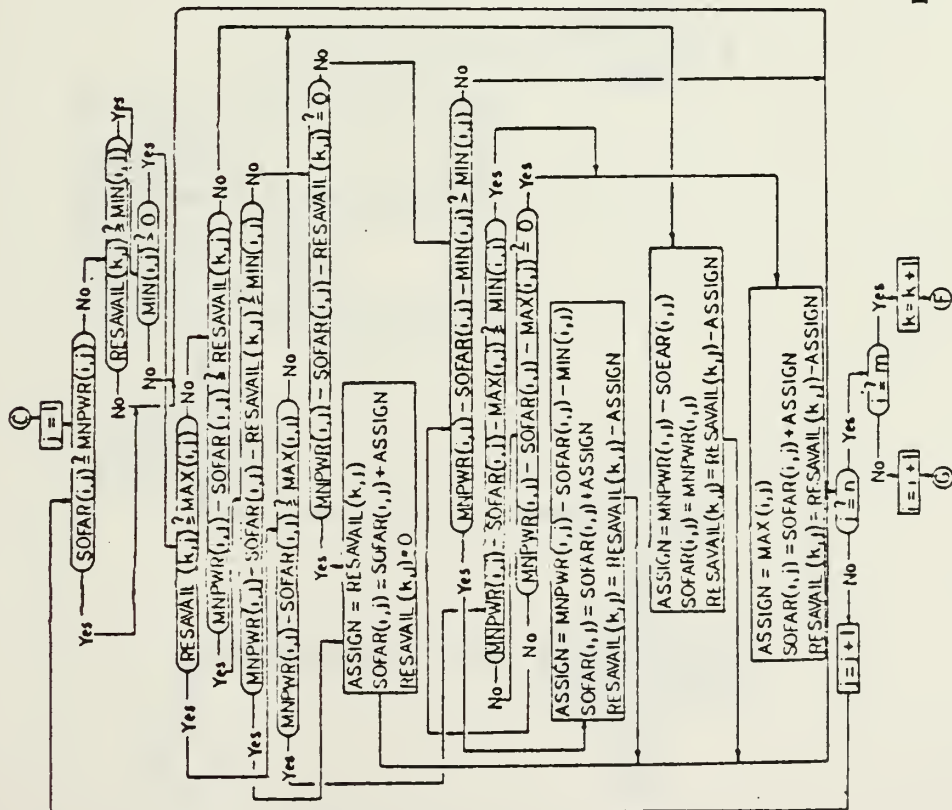 C
j = 1
SOFAR(i,j) ≥? MNPWR(i,j)
Yes
No
RESAVAIL(k,j) ≥? MIN(i,j)
No
Yes
MIN(i,j) >? 0
No
Yes
RESAVAIL(k,j) ≥? MAX(i,j)
Yes
No
MNPWR(i,j) - SOFAR(i,j) ≥? RESAVAIL(k,j)
Yes
No
MNPWR(i,j) - SOFAR(i,j) - RESAVAIL(k,j) ≥? MIN(i,j)
Yes
No
MNPWR(i,j) - SOFAR(i,j) ≥? MAX(i,j)
Yes
No
MNPWR(i,j) - SOFAR(i,j) - RESAVAIL(k,j) =? 0
Yes
No
ASSIGN = RESAVAIL(k,j)
SOFAR(i,j) = SOFAR(i,j) + ASSIGN
RESAVAIL(k,j) = 0
MNPWR(i,j) - SOFAR(i,j) - MIN(i,j) ≥? MIN(i,j)
Yes
No
MNPWR(i,j) - SOFAR(i,j) - MAX(i,j) ≥? MIN(i,j)
No
Yes
MNPWR(i,j) - SOFAR(i,j) - MAX(i,j) =? 0
No
Yes
ASSIGN = MNPWR(i,j) - SOFAR(i,j) - MIN(i,j)
SOFAR(i,j) = SOFAR(i,j) + ASSIGN
RESAVAIL(k,j) = RESAVAIL(k,j) - ASSIGN
ASSIGN = MNPWR(i,j) - SOEAR(i,j)
SOFAR(i,j) = MNPWR(i,j)
RESAVAIL(k,j) = RESAVAIL(k,j) - ASSIGN
ASSIGN = MAX(i,j)
SOFAR(i,j) = SOFAR(i,j) + ASSIGN
RESAVAIL(k,j) = RESAVAIL(k,j) - ASSIGN
j = j + 1
No
j =? n
Yes
i =? m
No
Yes
i = i + 1
k = k + 1
G
F